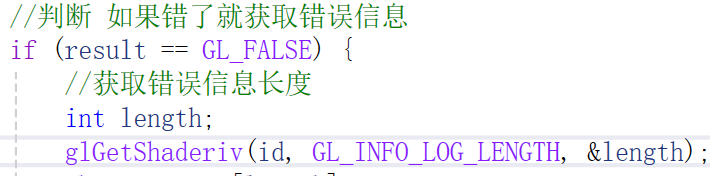 //判断 如果错了就获取错误信息
if (result == GL_FALSE) {
//获取错误信息长度
int length;
glGetShaderiv(id, GL_INFO_LOG_LENGTH, &length);